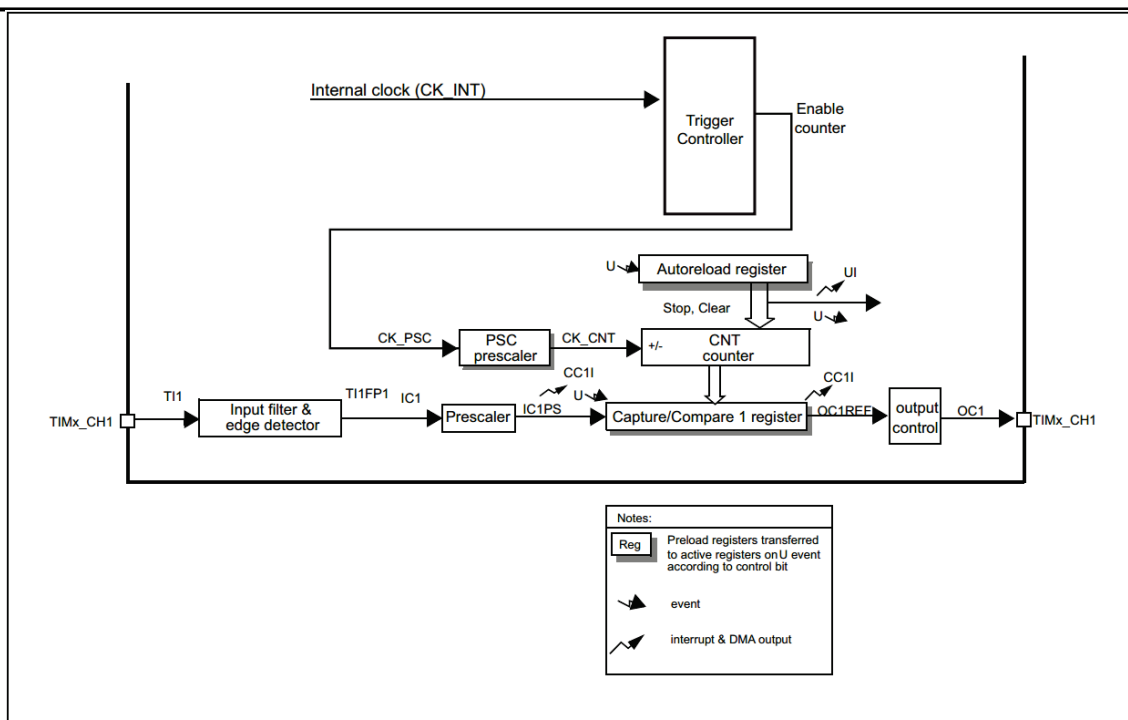 Internal clock (CK_INT)
Trigger
Controller
Enable
counter
U
Autoreload register
UI
Stop, Clear
U
CK_PSC
PSC
prescaler
CK_CNT
+/-
CNT
counter
TI1
TI1FP1
IC1
CC1I
U
CC1I
TIMx_CH1
Input filter &
edge detector
Prescaler
IC1PS
Capture/Compare 1 register
OC1REF
output
control
OC1
TIMx_CH1
Notes:
Reg
Preload registers transferred
to active registers on U event
according to control bit
event
interrupt & DMA output